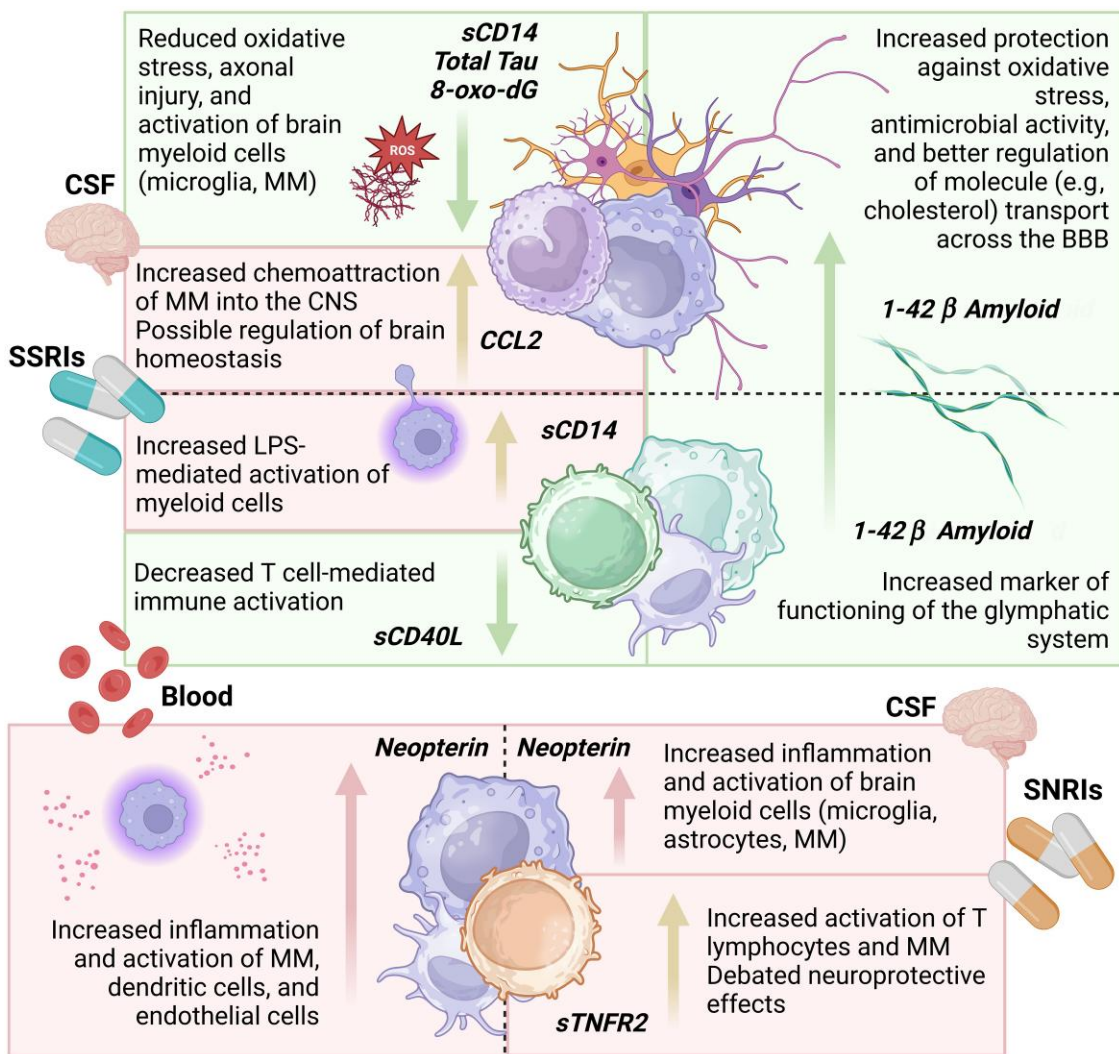 Reduced oxidative
stress, axonal
injury, and
activation of brain
myeloid cells
(microglia, MM)
sCD14
Total Tau
8-oxo-dG
ROS
CSF
Increased protection
against oxidative
stress,
antimicrobial activity,
and better regulation
of molecule (e.g,
cholesterol) transport
across the BBB
Increased chemoattraction
of MM into the CNS
Possible regulation of brain
homeostasis
CCL2
1-42 β Amyloid
SSRIs
Increased LPS-
mediated activation of
myeloid cells
sCD14
1-42 β Amyloid
Decreased T cell-mediated
immune activation
sCD40L
Increased marker of
functioning of the glymphatic
system
Blood
CSF
Neopterin
Neopterin
Increased inflammation
and activation of brain
myeloid cells (microglia,
astrocytes, MM)
SNRIs
Increased inflammation
and activation of MM,
dendritic cells, and
endothelial cells
Increased activation of T
lymphocytes and MM
Debated neuroprotective
effects
sTNFR2